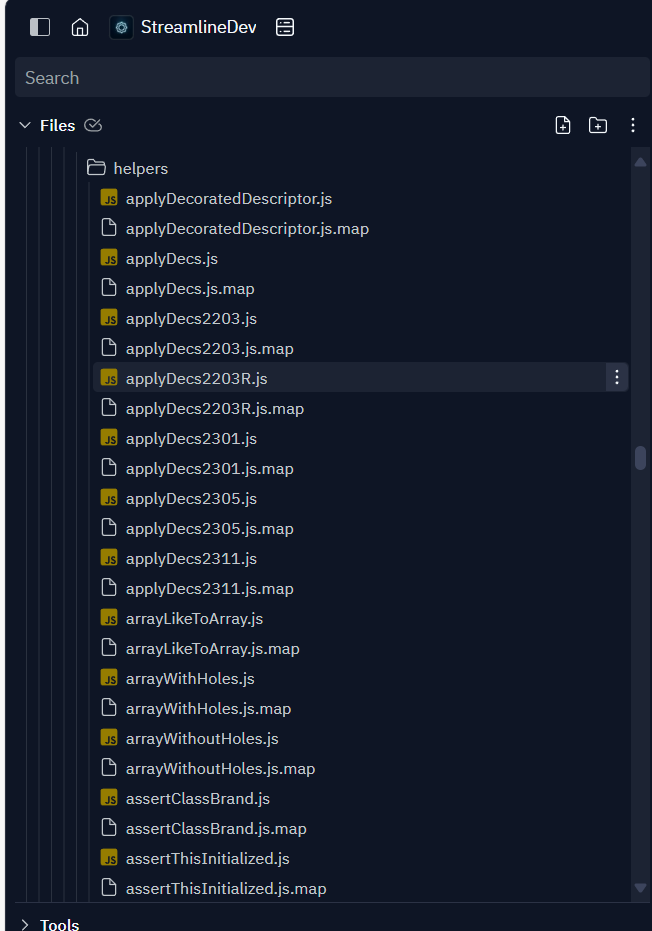 StreamlineDev
Search
Files
helpers
JS applyDecoratedDescriptor.js
applyDecoratedDescriptor.js.map
JS applyDecs.js
applyDecs.js.map
JS applyDecs2203.js
applyDecs2203.js.map
JS applyDecs2203R.js
applyDecs2203R.js.map
JS applyDecs2301.js
applyDecs2301.js.map
JS applyDecs2305.js
applyDecs2305.js.map
JS applyDecs2311.js
applyDecs2311.js.map
JS arrayLikeToArray.js
arrayLikeToArray.js.map
JS arrayWithHoles.js
arrayWithHoles.js.map
JS arrayWithoutHoles.js
arrayWithoutHoles.js.map
JS assertClassBrand.js
assertClassBrand.js.map
JS assertThisInitialized.js
assertThisInitialized.js.map
Tools